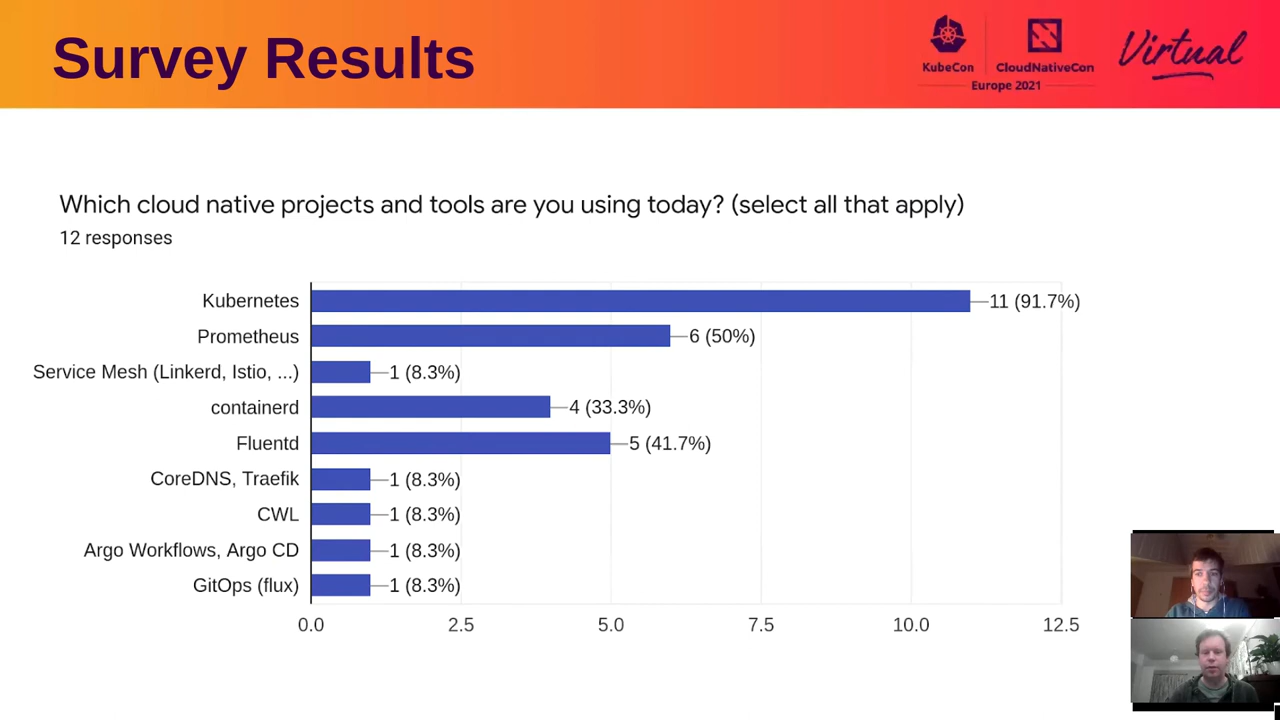 Survey Results
KubeCon
CloudNativeCon
Europe 2021
Virtual
Which cloud native projects and tools are you using today? (select all that apply)
12 responses
Kubernetes 11 (91.7%)
Prometheus 6 (50%)
Service Mesh (Linkerd, Istio, ...) 1 (8.3%)
containerd 4 (33.3%)
Fluentd 5 (41.7%)
CoreDNS, Traefik 1 (8.3%)
CWL 1 (8.3%)
Argo Workflows, Argo CD 1 (8.3%)
GitOps (flux) 1 (8.3%)
0.0 2.5 5.0 7.5 10.0 12.5